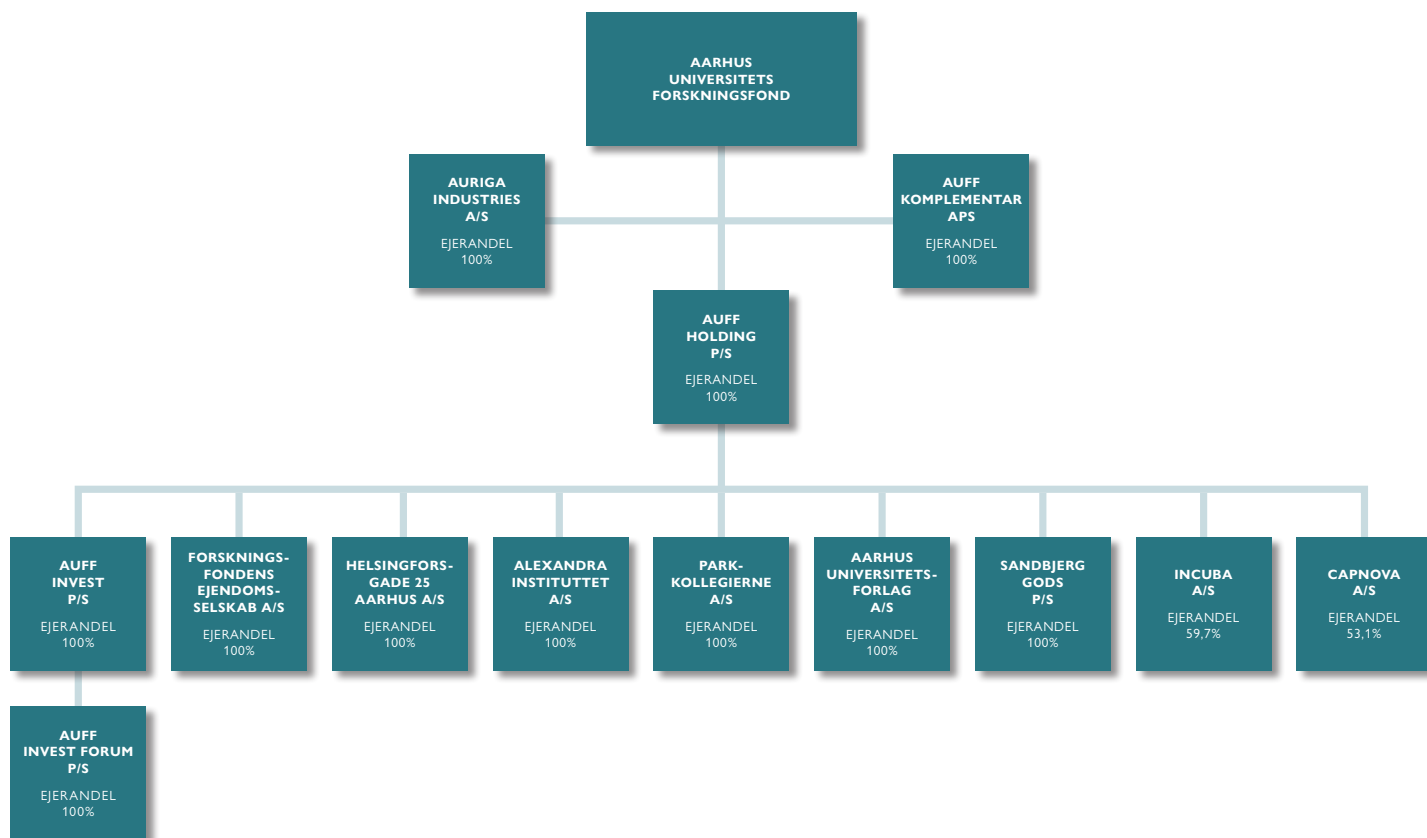 AARHUS
UNIVERSITETS
FORSKNINGSFOND
AURIGA
INDUSTRIES
A/S
EJERANDEL
100%
AUFF
KOMPLEMENTAR
APS
EJERANDEL
100%
AUFF
HOLDING
P/S
EJERANDEL
100%
AUFF
INVEST
P/S
EJERANDEL
100%
FORSKNINGS-
FONDENS
EJENDOMS-
SELSKAB A/S
EJERANDEL
100%
HELSINGFORS-
GADE 25
AARHUS A/S
EJERANDEL
100%
ALEXANDRA
INSTITUTTET
A/S
EJERANDEL
100%
PARK-
KOLLEGIERNE
A/S
EJERANDEL
100%
AARHUS
UNIVERSITETS-
FORLAG
A/S
EJERANDEL
100%
SANDBJERG
GODS
P/S
EJERANDEL
100%
INCUBA
A/S
EJERANDEL
59,7%
CAPNOVA
A/S
EJERANDEL
53,1%
AUFF
INVEST FORUM
P/S
EJERANDEL
100%